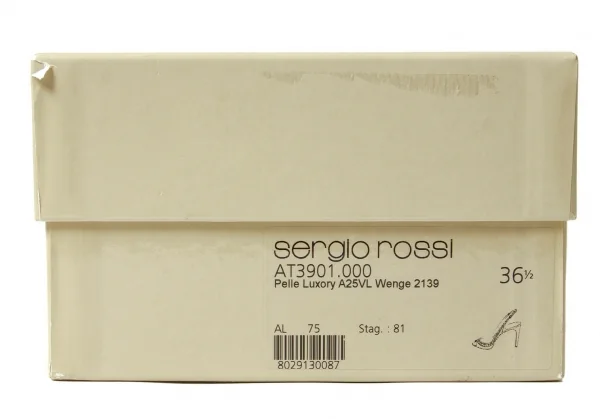 sergio rossi
AT3901.000
Pelle Luxory A25VL Wenge 2139
36½
AL 75 Stag. : 81
8029130087